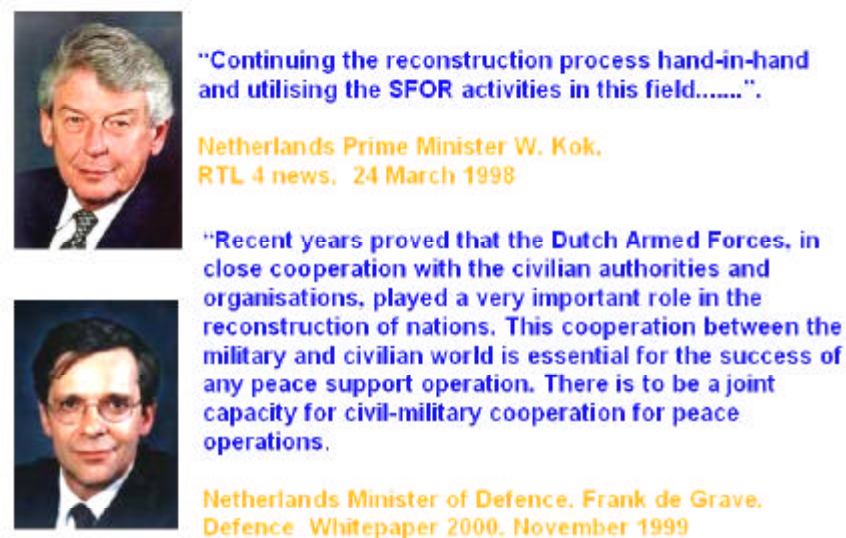 “Continuing the reconstruction process hand-in-hand
and utilising the SFOR activities in this field.......”.
Netherlands Prime Minister W. Kok,
RTL 4 news, 24 March 1998
“Recent years proved that the Dutch Armed Forces, in
close cooperation with the civilian authorities and
organisations, played a very important role in the
reconstruction of nations. This cooperation between the
military and civilian world is essential for the success of
any peace support operation. There is to be a joint
capacity for civil-military cooperation for peace
operations.
Netherlands Minister of Defence, Frank de Grave,
Defence Whitepaper 2000, November 1999